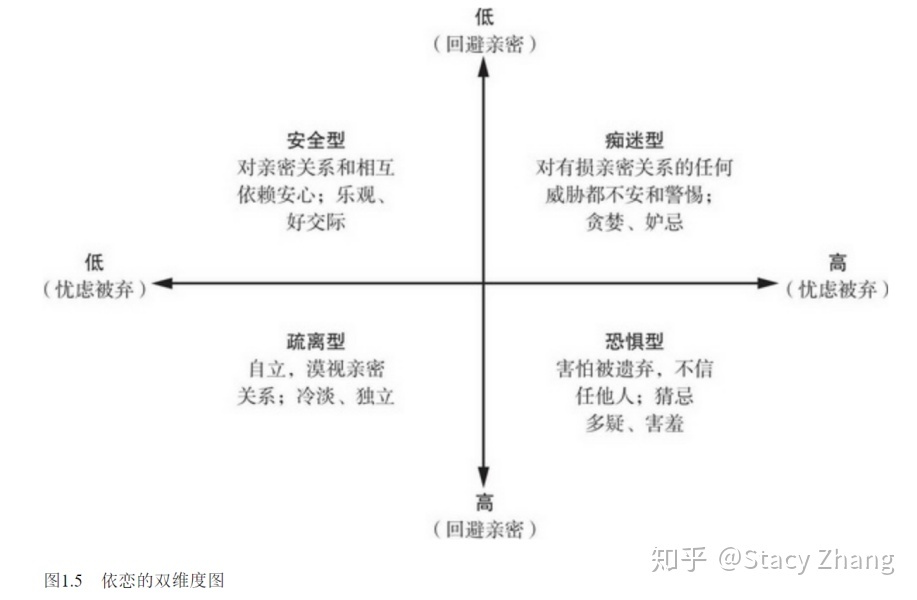 低
（回避亲密）
安全型
对亲密关系和相互
依赖安心；乐观、
好交际
痴迷型
对有损亲密关系的任何
威胁都不安和警惕；
贪婪、妒忌
低
（忧虑被弃）
高
（忧虑被弃）
疏离型
自立，漠视亲密
关系；冷淡、独立
恐惧型
害怕被遗弃，不信
任他人；猜忌
多疑、害羞
高
（回避亲密）
知乎 @Stacy Zhang
图1.5 依恋的双维度图